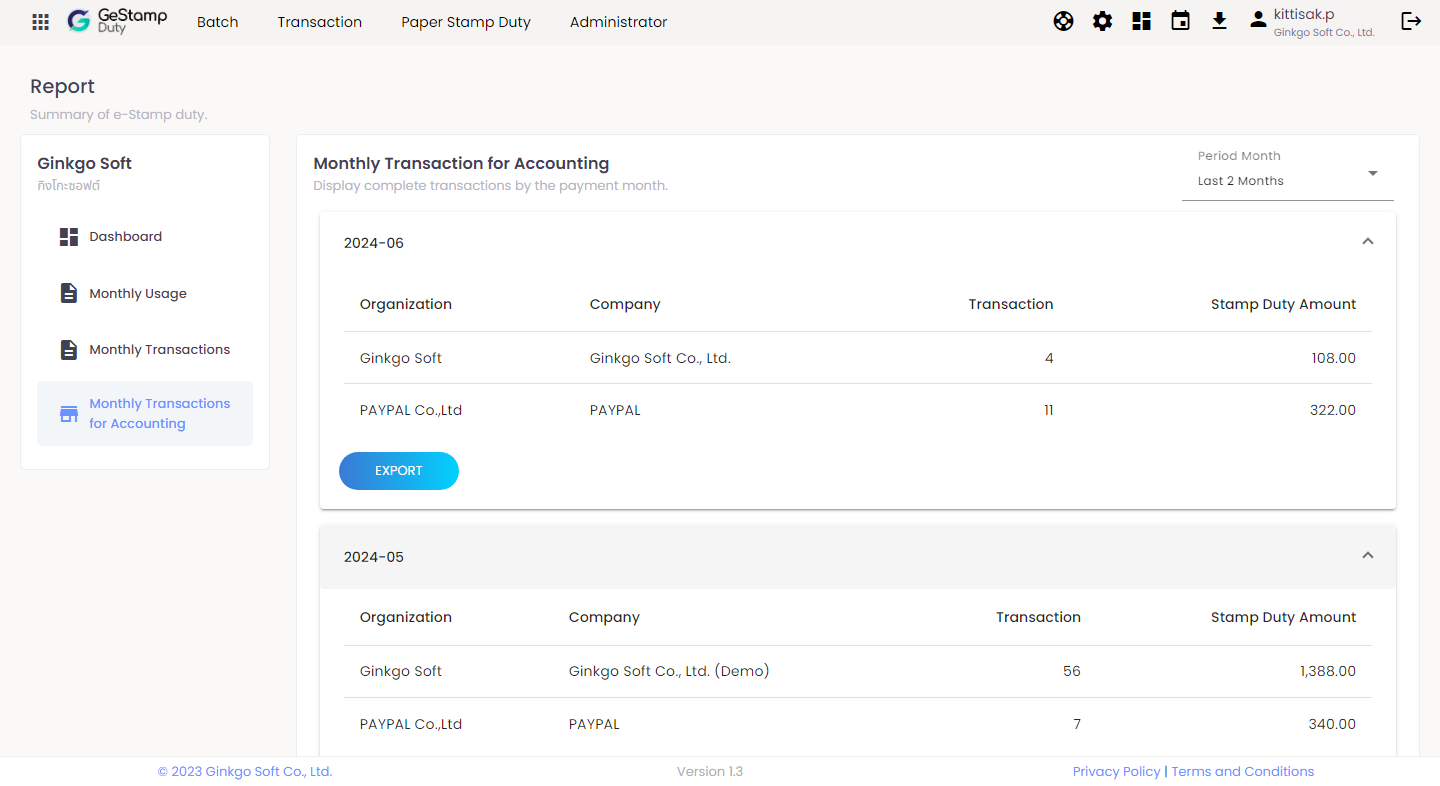 GeStamp
Duty
Batch
Transaction
Paper Stamp Duty
Administrator
kittisak.p
Ginkgo Soft Co., Ltd.
Report
Summary of e-Stamp duty.
Ginkgo Soft
กิงโกะซอฟต์
Dashboard
Monthly Usage
Monthly Transactions
Monthly Transactions
for Accounting
Monthly Transaction for Accounting
Display complete transactions by the payment month.
Period Month
Last 2 Months
2024-06
Organization Company Transaction Stamp Duty Amount
Ginkgo Soft Ginkgo Soft Co., Ltd. 4 108.00
PAYPAL Co.,Ltd PAYPAL 11 322.00
EXPORT
2024-05
Organization Company Transaction Stamp Duty Amount
Ginkgo Soft Ginkgo Soft Co., Ltd. (Demo) 56 1,388.00
PAYPAL Co.,Ltd PAYPAL 7 340.00
© 2023 Ginkgo Soft Co., Ltd.
Version 1.3
Privacy Policy | Terms and Conditions